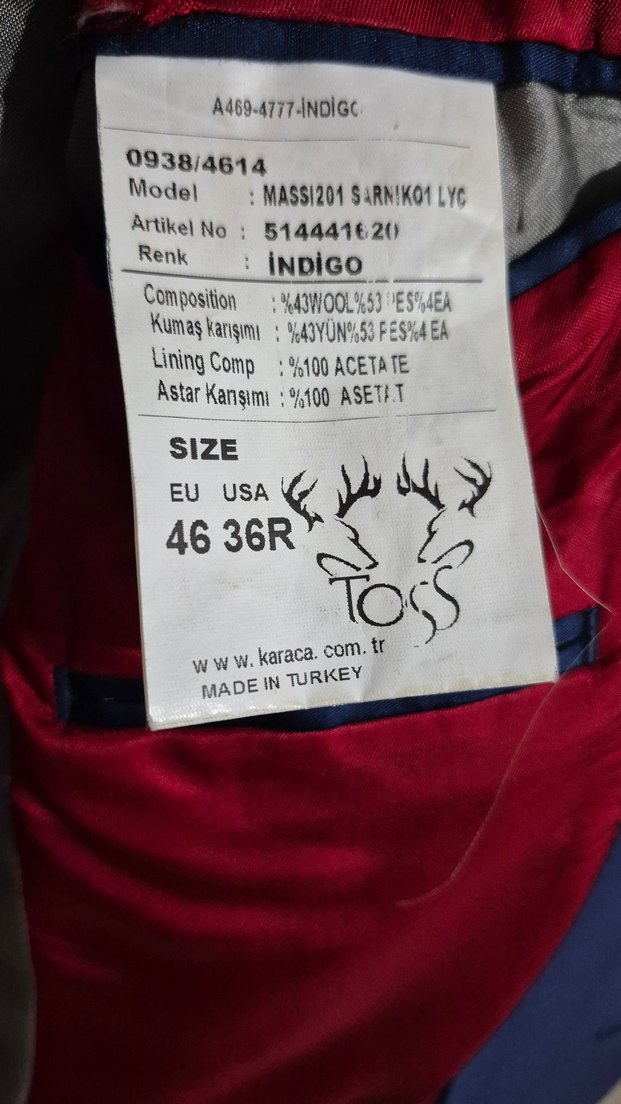 A469-4777-İNDİGO
0938/4614
Model : MASSI201 SARNIK01 LYC
Artikel No : 514441620
Renk : İNDİGO
Composition : %43WOOL%53 PES%4EA
Kumaş karışımı : %43YÜN%53 PES%4 EA
Lining Comp : %100 ACETATE
Astar Karışımı : %100 ASETAT
SIZE
EU USA
46 36R
TOSS
www.karaca.com.tr
MADE IN TURKEY